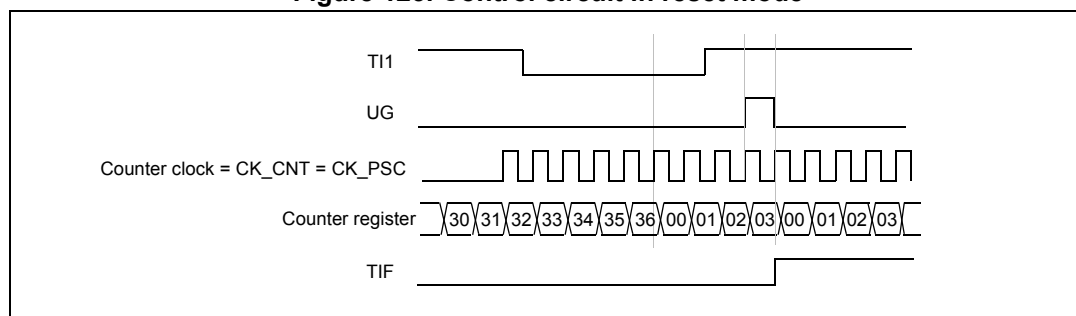 Figure Control circuit in reset mode
TI1
UG
Counter clock = CK_CNT = CK_PSC
Counter register 30 31 32 33 34 35 36 00 01 02 03 00 01 02 03
TIF